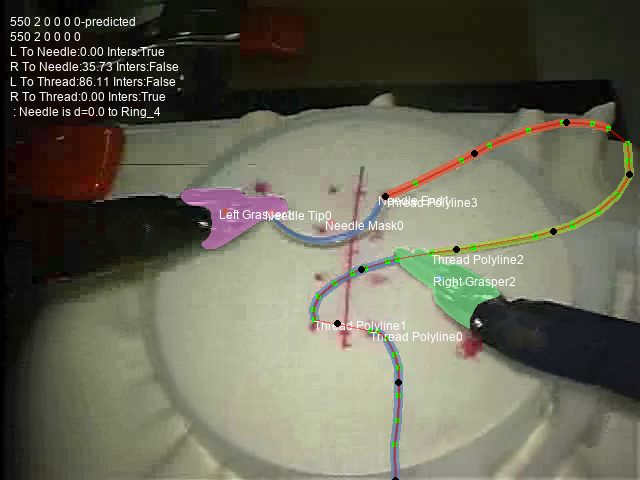 550 2 0 0 0 0-predicted
550 2 0 0 0 0
L To Needle:0.00 Inters:True
R To Needle:35.73 Inters:False
L To Thread:86.11 Inters:False
R To Thread:0.00 Inters:True
: Needle is d=0.0 to Ring_4
Needle End1
Thread Polyline3
Left Grasper1
Needle Tip0
Needle Mask0
Thread Polyline2
Right Grasper2
Thread Polyline1
Thread Polyline0